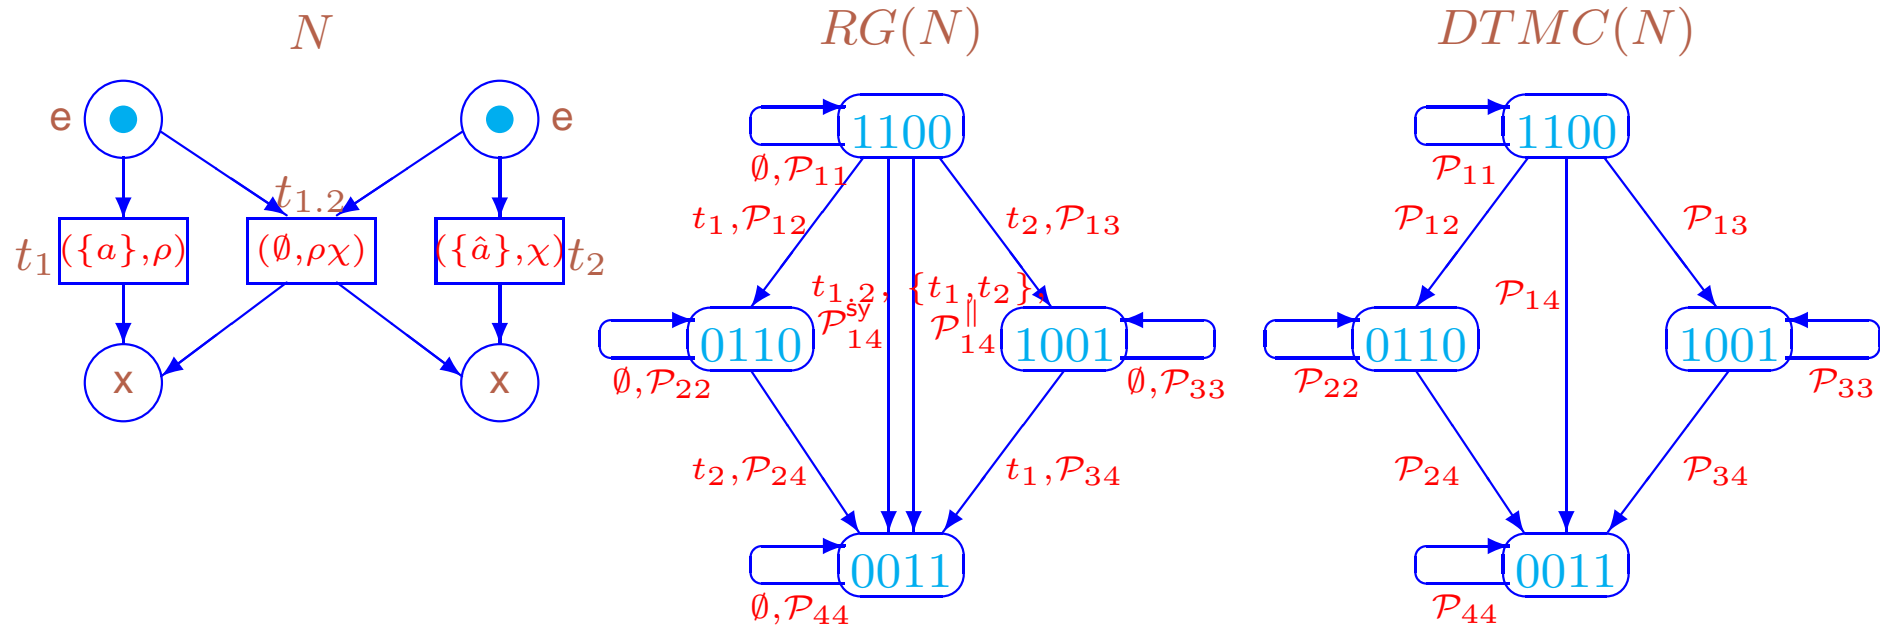 N
RG(N)
DTMC(N)
e
e
t₁
({a},ρ)
t₁.₂
(∅,ρχ)
({â},χ)
t₂
x
x
1100
∅,𝒫₁₁
t₁,𝒫₁₂
t₂,𝒫₁₃
t₁.₂,
𝒫₁₄^sy
{t₁,t₂},
𝒫₁₄^∥
0110
1001
∅,𝒫₂₂
∅,𝒫₃₃
t₂,𝒫₂₄
t₁,𝒫₃₄
0011
∅,𝒫₄₄
1100
𝒫₁₁
𝒫₁₂
𝒫₁₃
𝒫₁₄
0110
1001
𝒫₂₂
𝒫₃₃
𝒫₂₄
𝒫₃₄
0011
𝒫₄₄